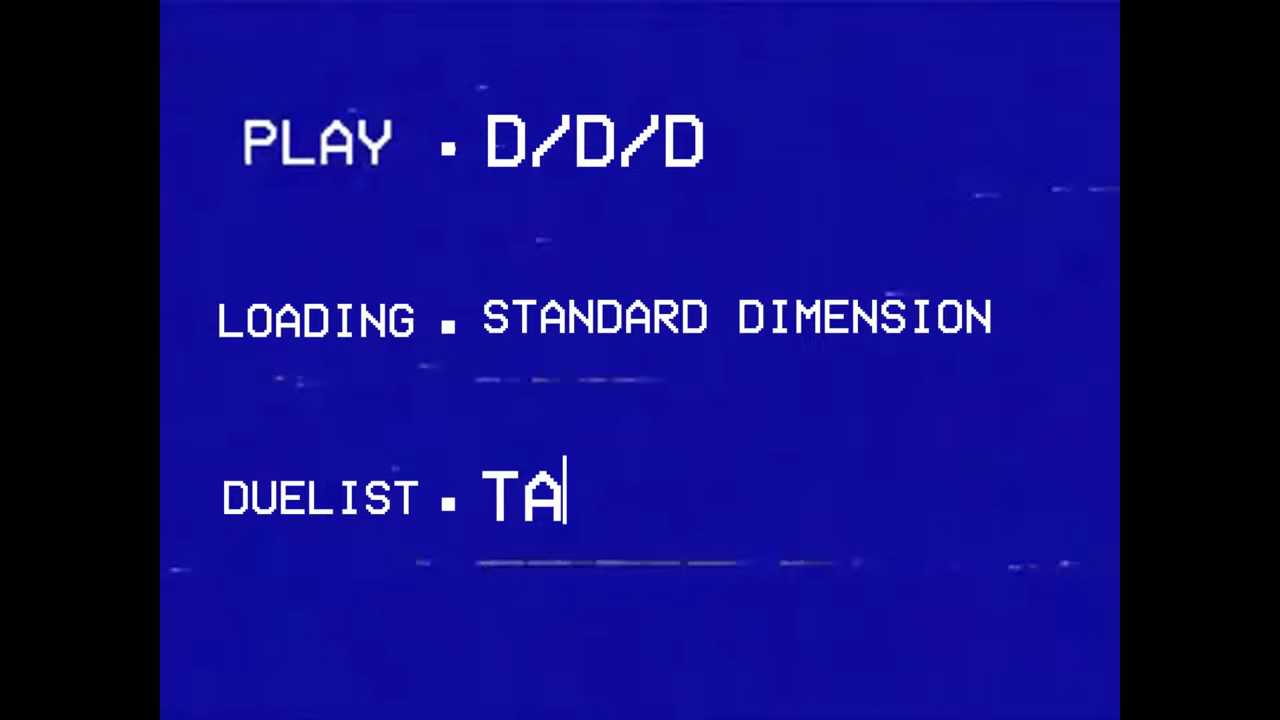 PLAY . D/D/D
LOADING . STANDARD DIMENSION
DUELIST . TA